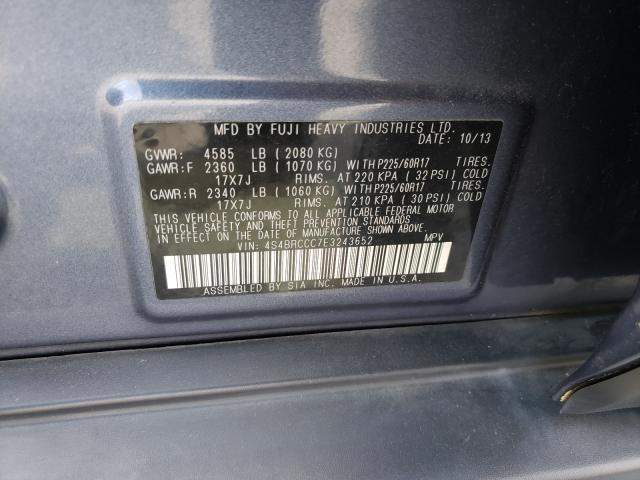 MFD BY FUJI HEAVY INDUSTRIES LTD.
DATE: 10/13
GVWR: 4585 LB ( 2080 KG)
GAWR:F 2360 LB ( 1070 KG) WITH P225/60R17 TIRES.
17X7J RIMS. AT 220 KPA ( 32 PSI) COLD
GAWR:R 2340 LB ( 1060 KG) WITH P225/60R17 TIRES.
17X7J RIMS. AT 210 KPA ( 30 PSI) COLD
THIS VEHICLE CONFORMS TO ALL APPLICABLE FEDERAL MOTOR
VEHICLE SAFETY AND THEFT PREVENTION STANDARDS IN EFFECT
ON THE DATE OF MANUFACTURE SHOWN ABOVE.
VIN: 4S4BRCCC7E3243652 MPV
ASSEMBLED BY SIA INC. MADE IN U.S.A.